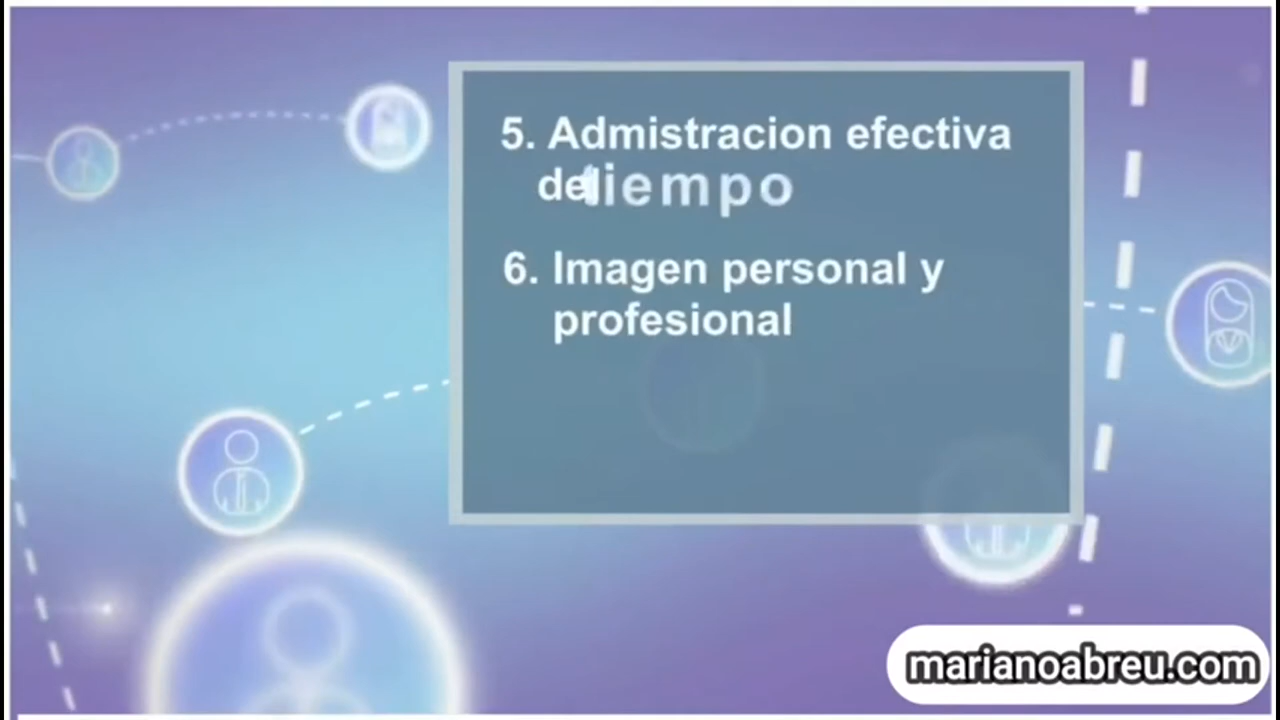 5. Admistracion efectiva
del tiempo
6. Imagen personal y
profesional
marianoabreu.com